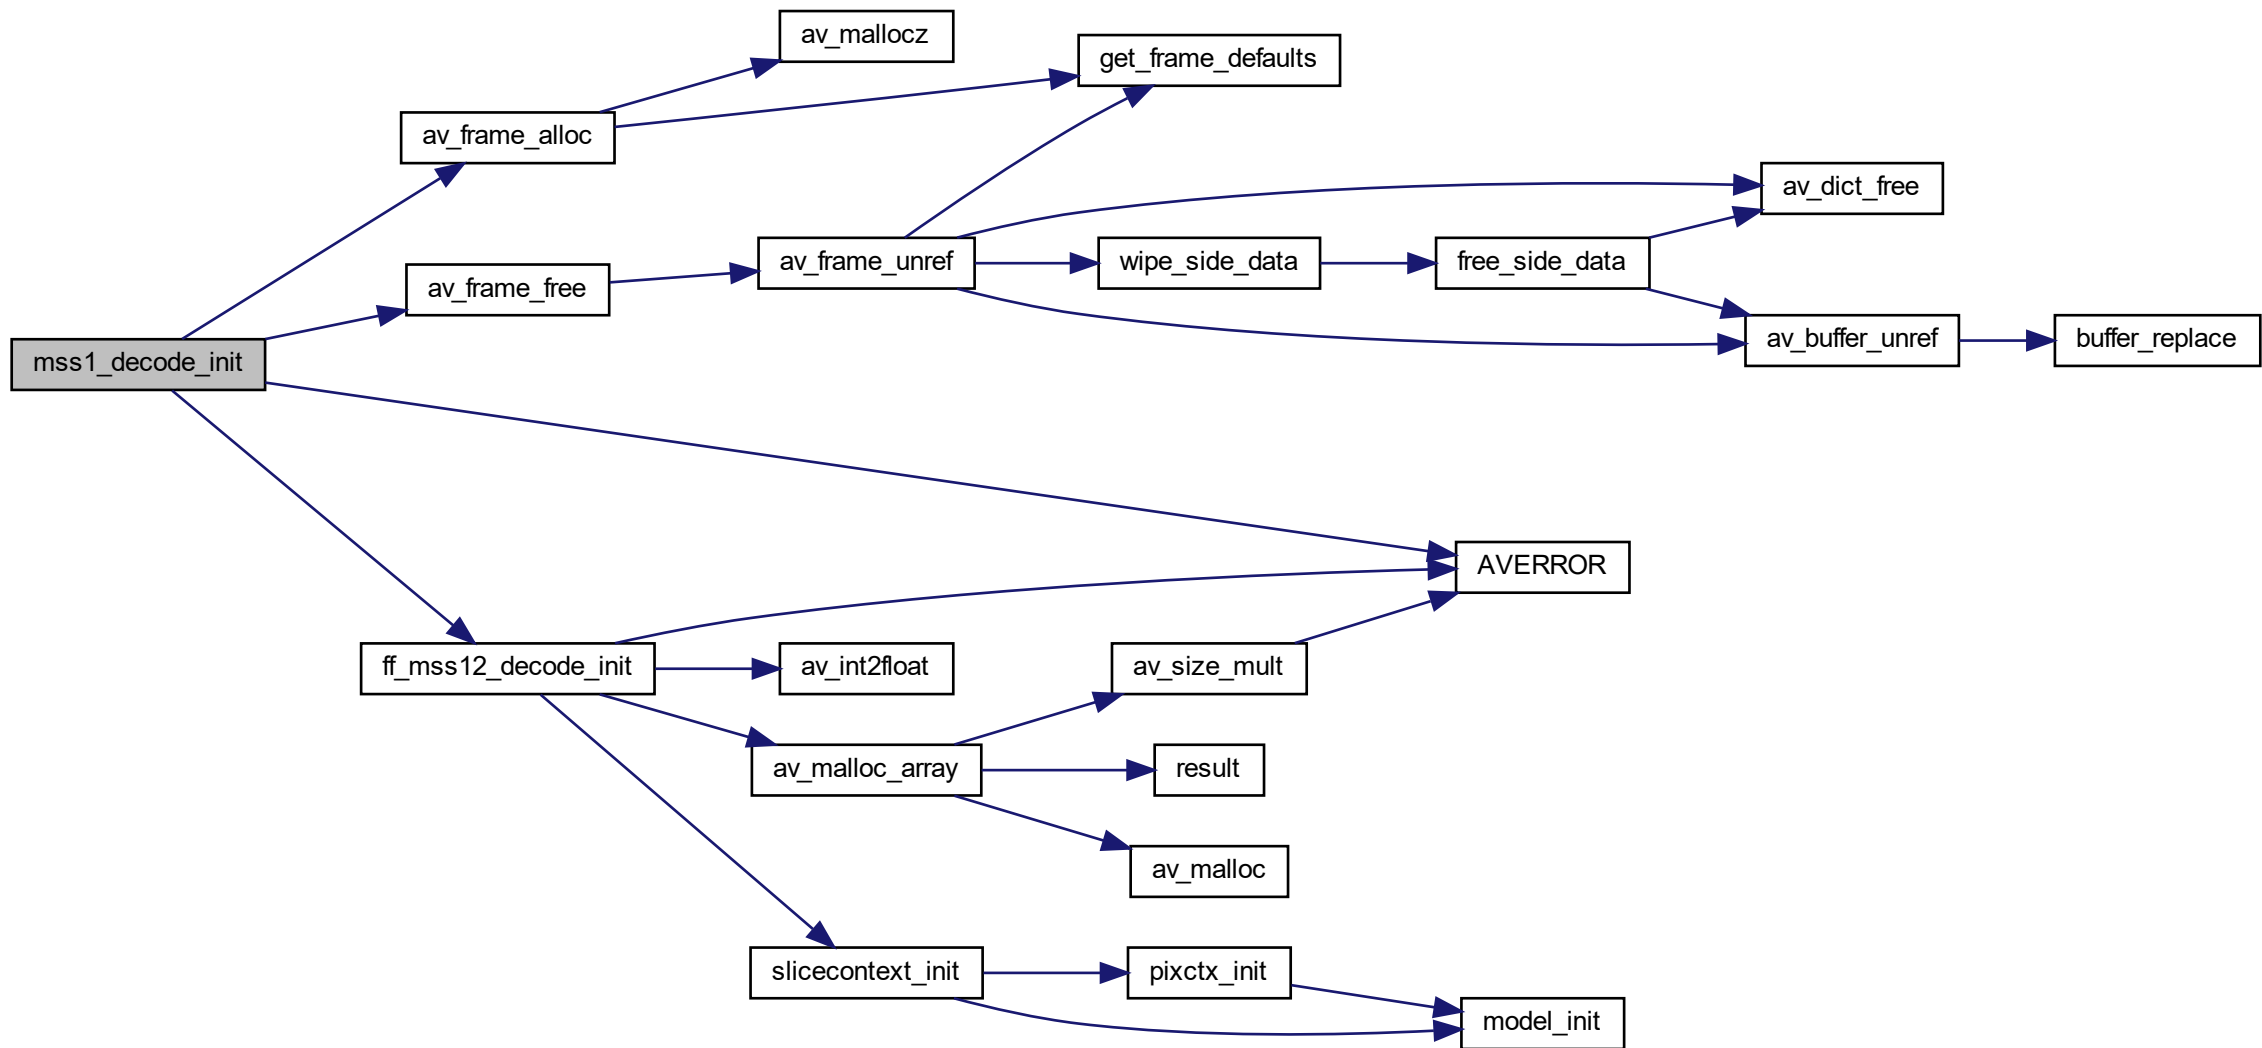 av_mallocz
get_frame_defaults
av_frame_alloc
av_dict_free
av_frame_unref
wipe_side_data
free_side_data
av_frame_free
av_buffer_unref
buffer_replace
mss1_decode_init
AVERROR
ff_mss12_decode_init
av_int2float
av_size_mult
av_malloc_array
result
av_malloc
slicecontext_init
pixctx_init
model_init